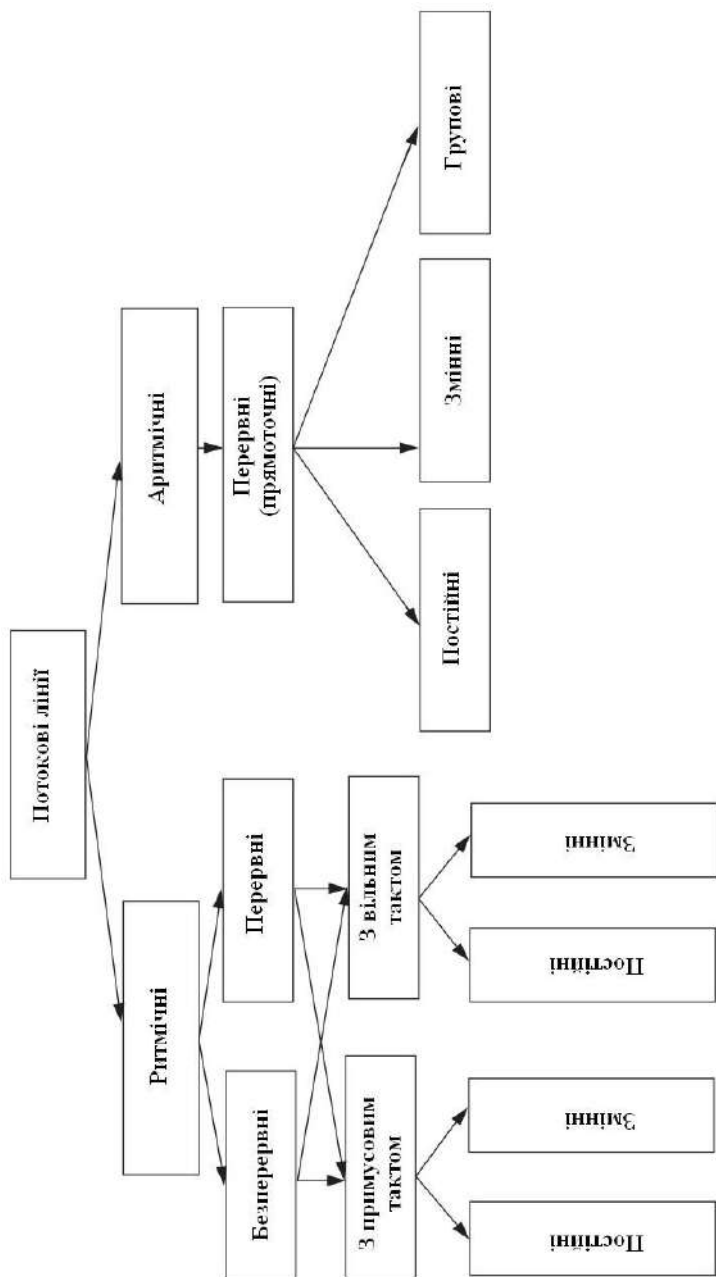 Потокові лінії
Ритмічні
Аритмічні
Безперервні
Перервні
Перервні
(прямоточні)
З примусовим
тактом
З вільним
тактом
Постійні
Змінні
Групові
Постійні
Змінні
Постійні
Змінні